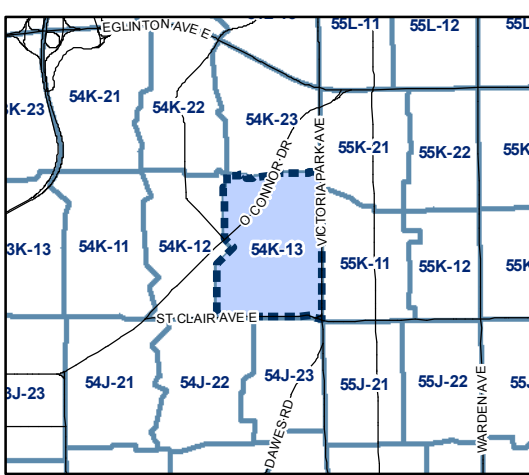 55L-11
55L-12
EGLINTON AVE E
54K-21
K-23
54K-22
54K-23
55K-21
55K-22
55K
O CONNOR DR
VICTORIA PARK AVE
3K-13
54K-11
54K-12
54K-13
55K-11
55K-12
55K
ST CLAIR AVE E
3J-23
54J-21
54J-22
54J-23
55J-21
55J-22
55J
DAWES RD
WARDEN AVE